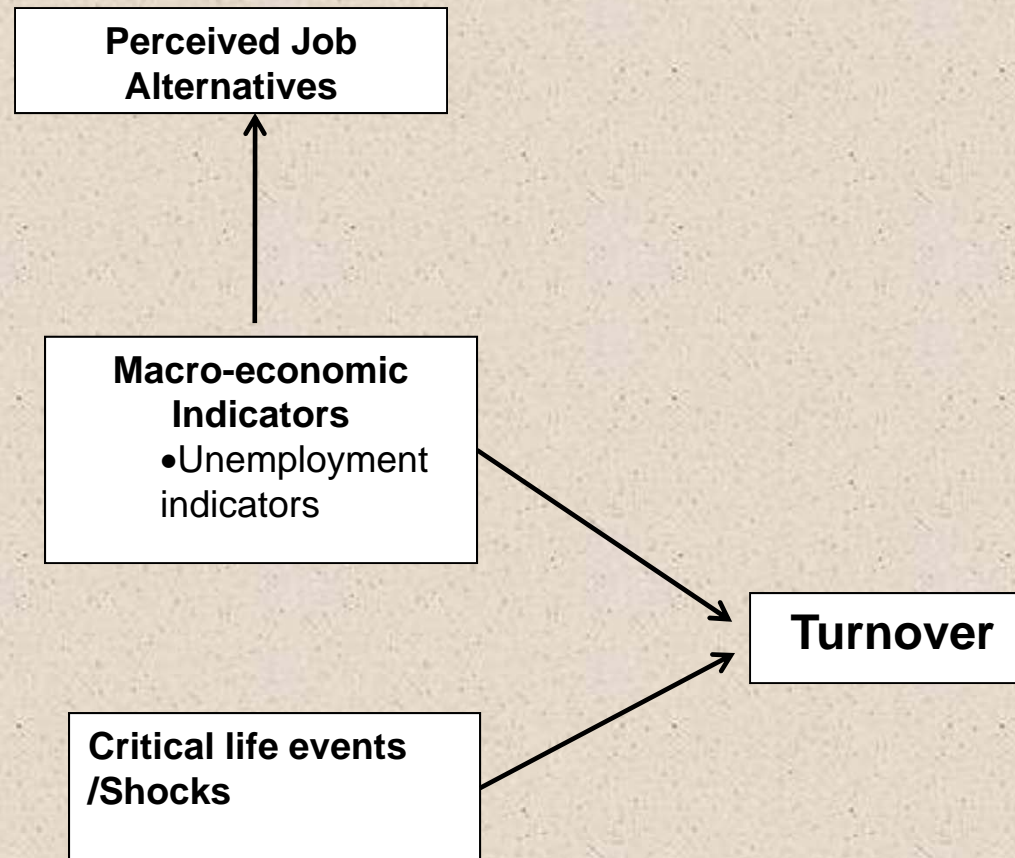 Perceived Job
Alternatives
Macro-economic
Indicators
•Unemployment
indicators
Turnover
Critical life events
/Shocks